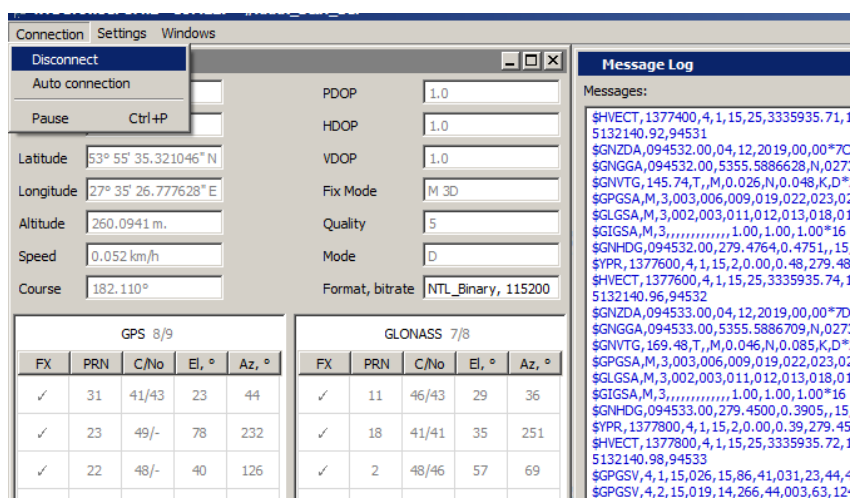 Connection Settings Windows
Disconnect
Auto connection
Pause Ctrl+P
Latitude 53° 55' 35.321046" N
Longitude 27° 35' 26.777628" E
Altitude 260.0941 m.
Speed 0.052 km/h
Course 182.110°
PDOP 1.0
HDOP 1.0
VDOP 1.0
Fix Mode M 3D
Quality 5
Mode D
Format, bitrate NTL_Binary, 115200
GPS 8/9
FX PRN C/No El, ° Az, °
✓ 31 41/43 23 44
✓ 23 49/- 78 232
✓ 22 48/- 40 126
GLONASS 7/8
FX PRN C/No El, ° Az, °
✓ 11 46/43 29 36
✓ 18 41/41 35 251
✓ 2 48/46 57 69
Message Log
Messages:
$HVECT,1377400,4,1,15,25,3335935.71,1
5132140.92,94531
$GNZDA,094532.00,04,12,2019,00,00*7C
$GNGGA,094532.00,5355.5886628,N,027
$GNVTG,145.74,T,,M,0.026,N,0.048,K,D*
$GPGSA,M,3,003,006,009,019,022,023,02
$GLGSA,M,3,002,003,011,012,013,018,01
$GIGSA,M,3,,,,,,,,,,,,,1.00,1.00,1.00*16
$GNHDG,094532.00,279.4764,0.4751,,15,
$YPR,1377600,4,1,15,2,0.00,0.48,279.48
$HVECT,1377600,4,1,15,25,3335935.74,1
5132140.96,94532
$GNZDA,094533.00,04,12,2019,00,00*7D
$GNGGA,094533.00,5355.5886709,N,027
$GNVTG,169.48,T,,M,0.046,N,0.085,K,D*
$GPGSA,M,3,003,006,009,019,022,023,02
$GLGSA,M,3,002,003,011,012,013,018,01
$GIGSA,M,3,,,,,,,,,,,,,1.00,1.00,1.00*16
$GNHDG,094533.00,279.4500,0.3905,,15,
$YPR,1377800,4,1,15,2,0.00,0.39,279.45
$HVECT,1377800,4,1,15,25,3335935.72,1
5132140.98,94533
$GPGSV,4,1,15,026,15,86,41,031,23,44,4
$GPGSV,4,2,15,019,14,266,44,003,63,124